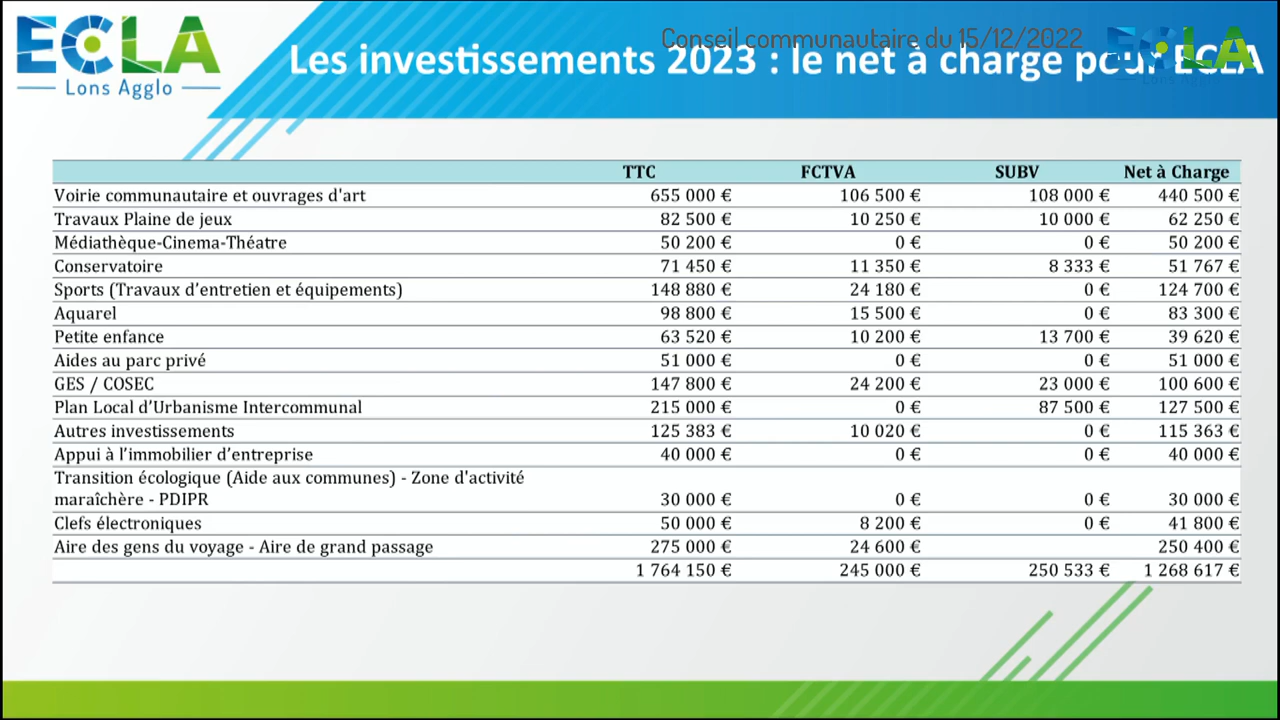 ECLA
Lons Agglo
Conseil communautaire du 15/12/2022
Les investissements 2023 : le net à charge pour ECLA
ECLA
Lons Agglo
TTC FCTVA SUBV Net à Charge
Voirie communautaire et ouvrages d'art 655 000 € 106 500 € 108 000 € 440 500 €
Travaux Plaine de jeux 82 500 € 10 250 € 10 000 € 62 250 €
Médiathèque-Cinema-Théatre 50 200 € 0 € 0 € 50 200 €
Conservatoire 71 450 € 11 350 € 8 333 € 51 767 €
Sports (Travaux d’entretien et équipements) 148 880 € 24 180 € 0 € 124 700 €
Aquarel 98 800 € 15 500 € 0 € 83 300 €
Petite enfance 63 520 € 10 200 € 13 700 € 39 620 €
Aides au parc privé 51 000 € 0 € 0 € 51 000 €
GES / COSEC 147 800 € 24 200 € 23 000 € 100 600 €
Plan Local d’Urbanisme Intercommunal 215 000 € 0 € 87 500 € 127 500 €
Autres investissements 125 383 € 10 020 € 0 € 115 363 €
Appui à l’immobilier d’entreprise 40 000 € 0 € 0 € 40 000 €
Transition écologique (Aide aux communes) - Zone d'activité
maraîchère - PDIPR 30 000 € 0 € 0 € 30 000 €
Clefs électroniques 50 000 € 8 200 € 0 € 41 800 €
Aire des gens du voyage - Aire de grand passage 275 000 € 24 600 € 250 400 €
1 764 150 € 245 000 € 250 533 € 1 268 617 €